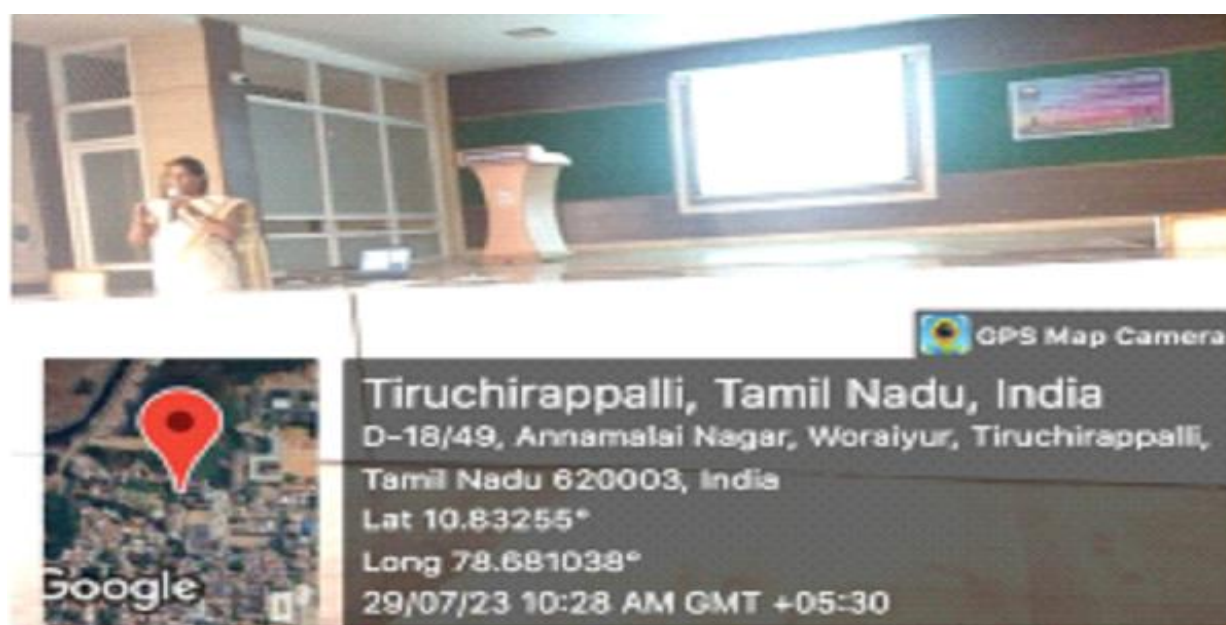 GPS Map Camera
Tiruchirappalli, Tamil Nadu, India
D-18/49, Annamalai Nagar, Woraiyur, Tiruchirappalli,
Tamil Nadu 620003, India
Lat 10.83255°
Long 78.681038°
Google
29/07/23 10:28 AM GMT +05:30